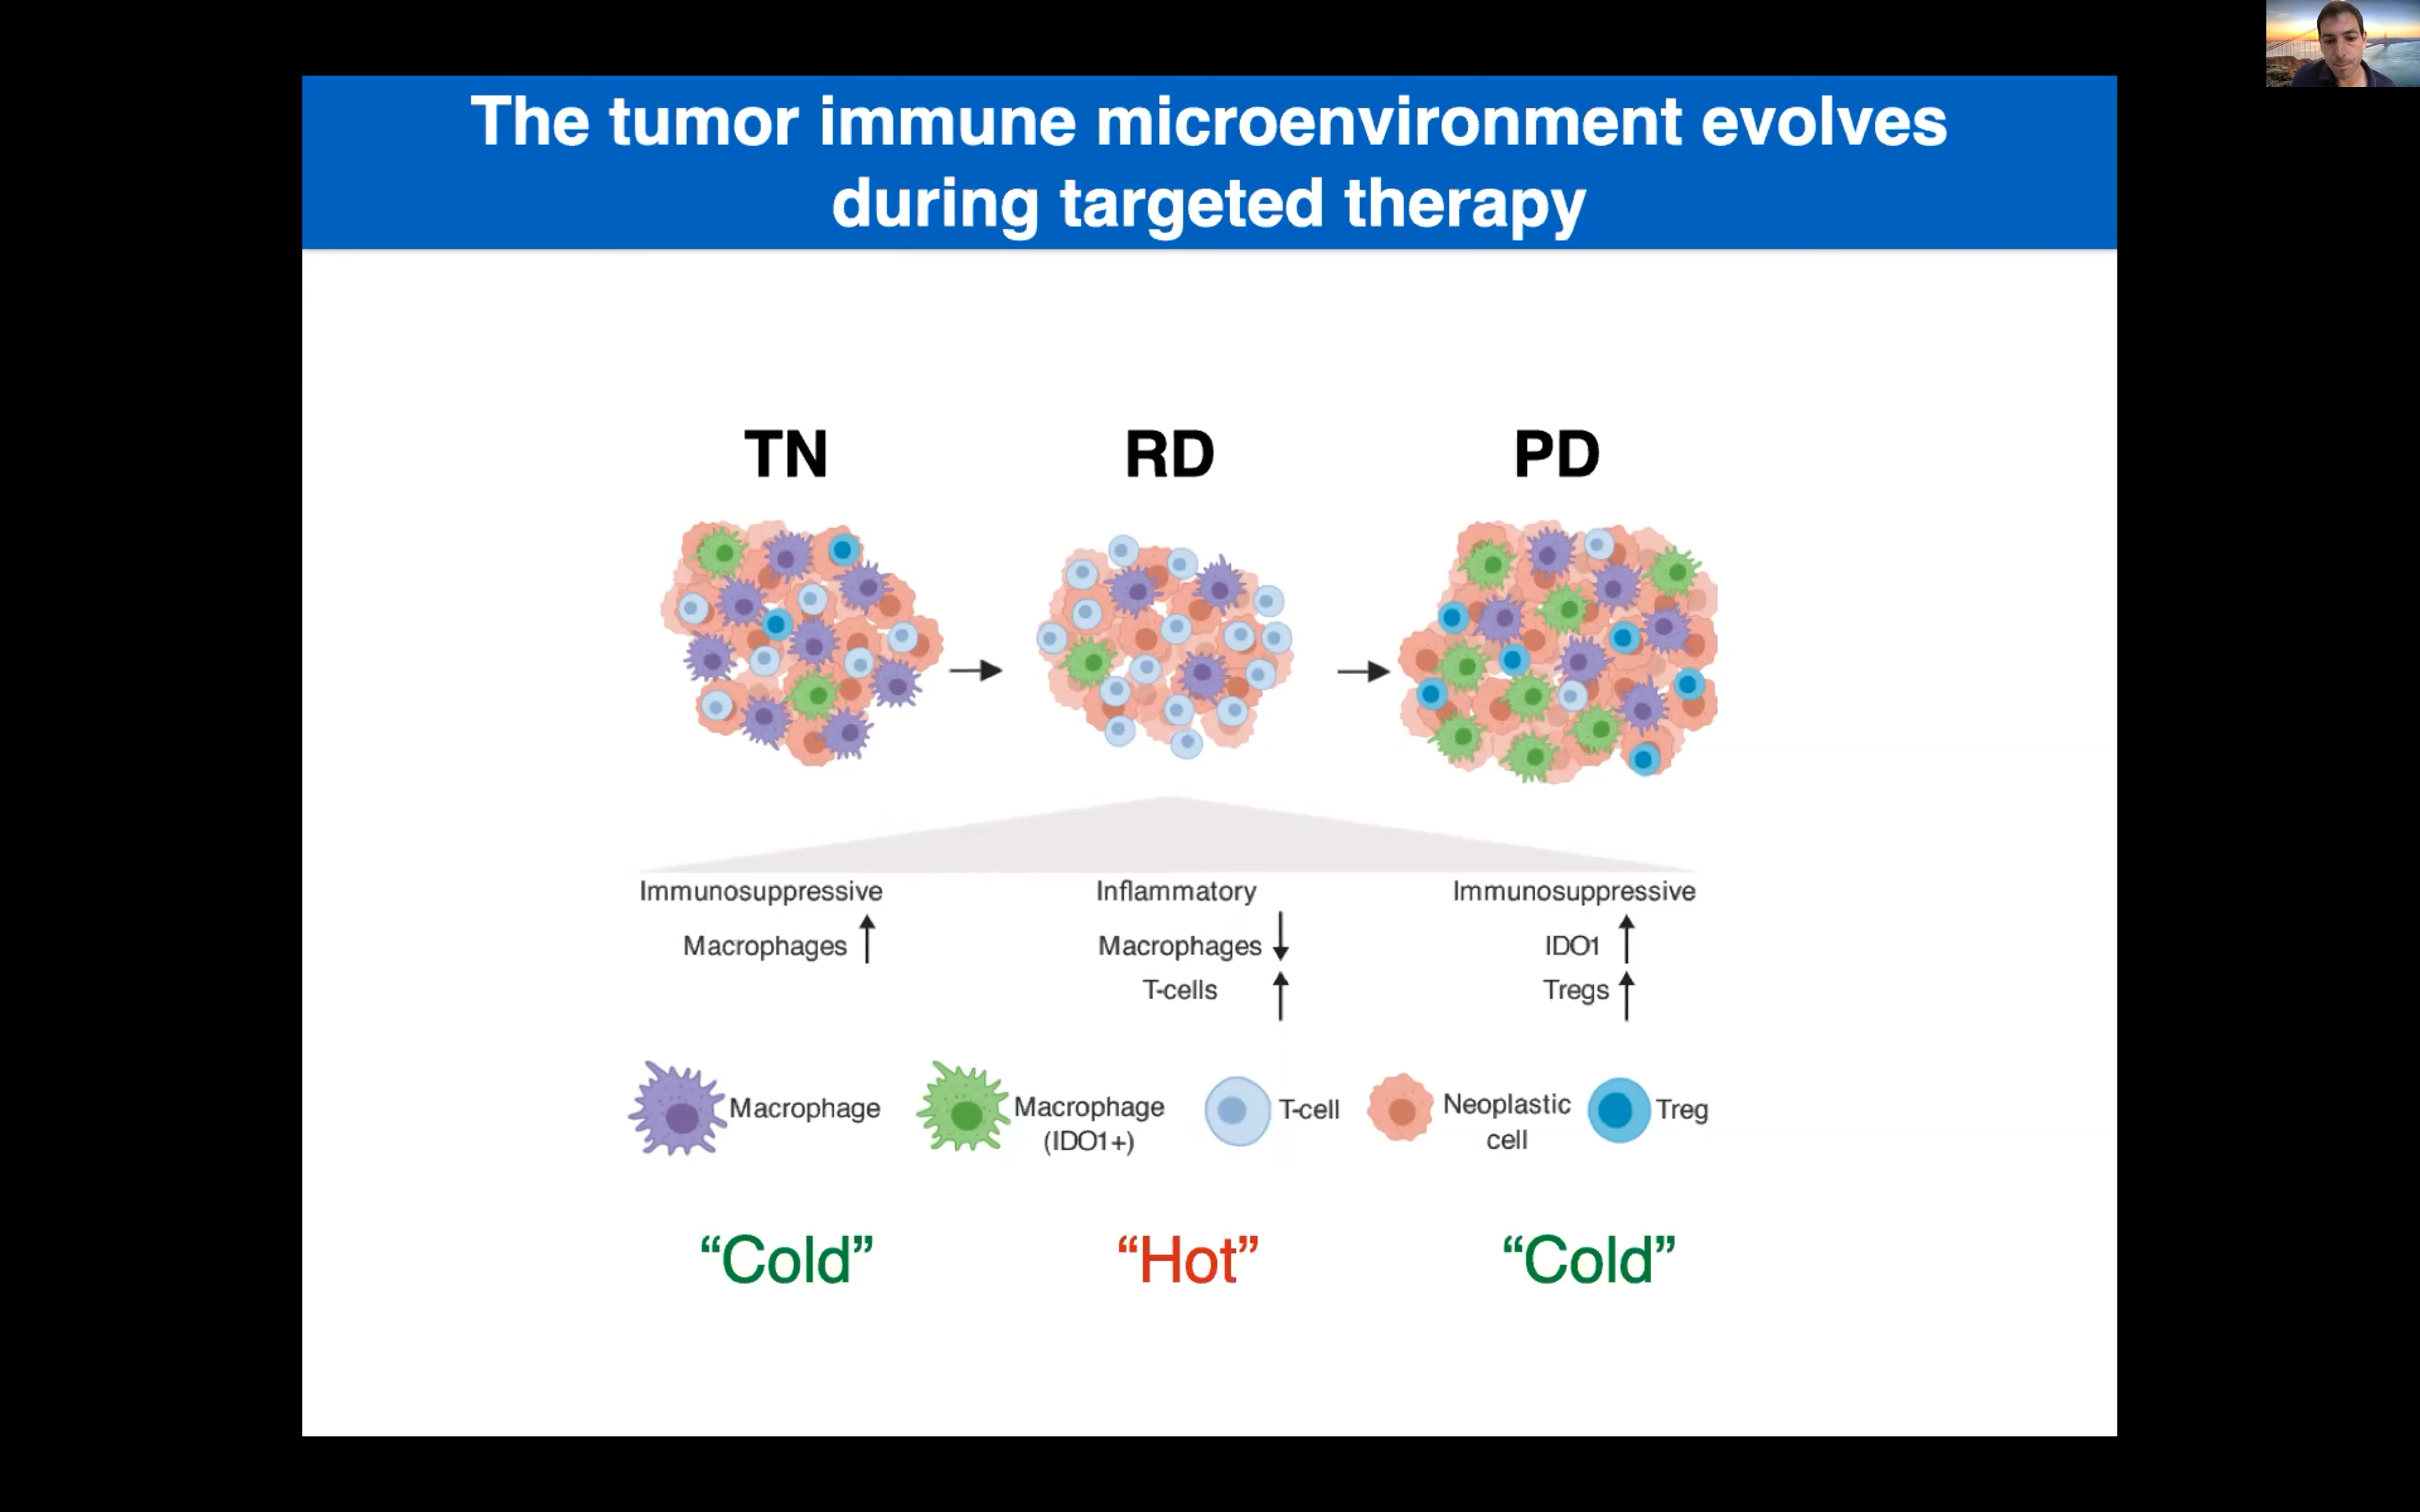 The tumor immune microenvironment evolves
during targeted therapy
TN
RD
PD
Immunosuppressive
Macrophages
Inflammatory
Macrophages
T-cells
Immunosuppressive
IDO1
Tregs
Macrophage
Macrophage
(IDO1+)
T-cell
Neoplastic
cell
Treg
“Cold”
“Hot”
“Cold”